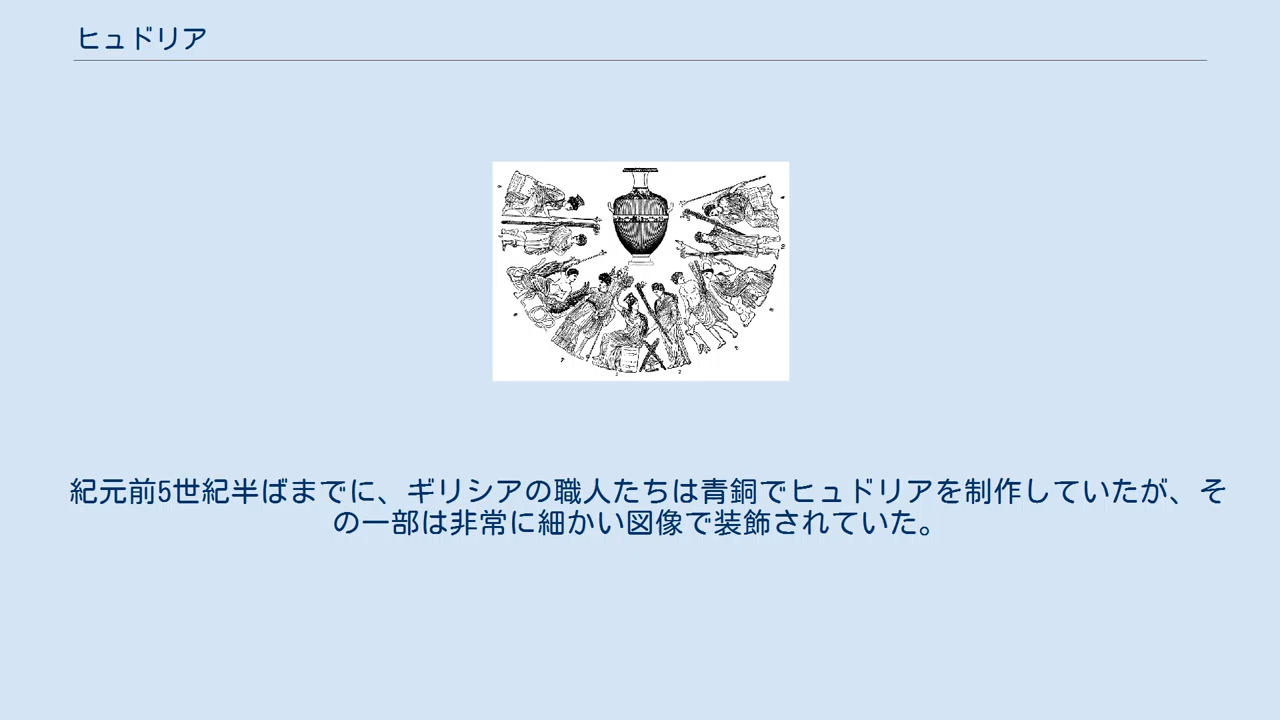 ヒュドリア
紀元前5世紀半ばまでに、ギリシアの職人たちは青銅でヒュドリアを制作していたが、そ
の一部は非常に細かい図像で装飾されていた。